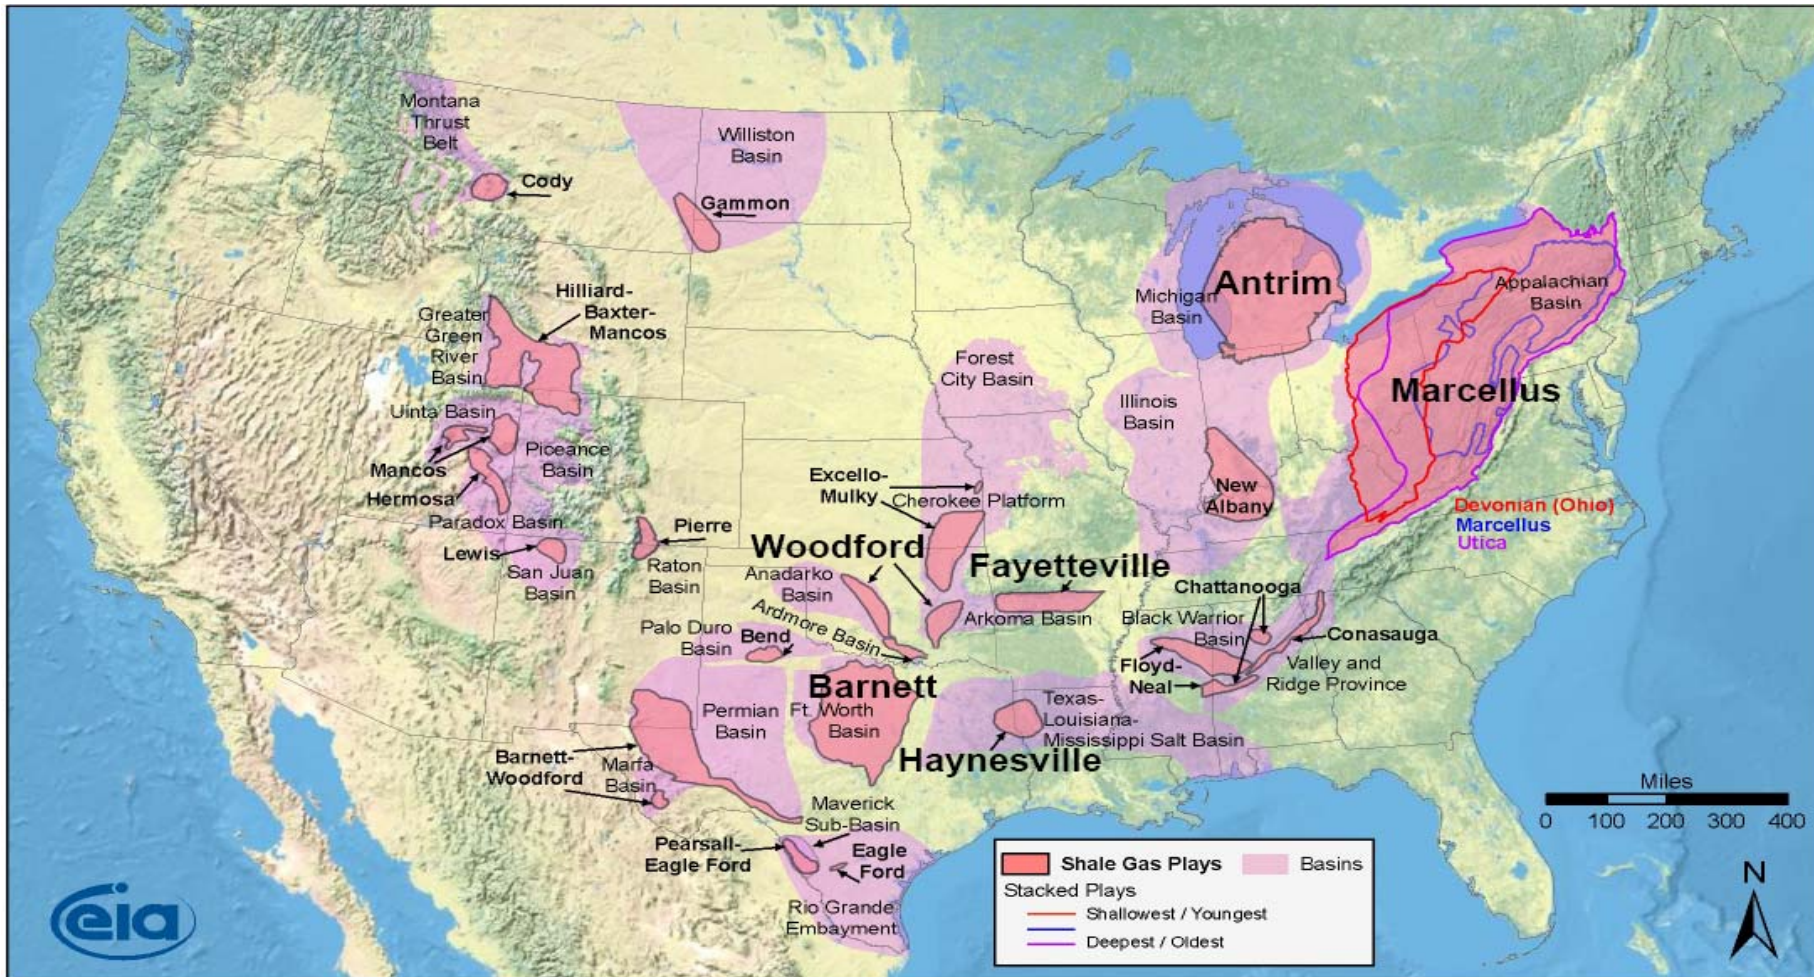 Montana
Thrust
Belt
Williston
Basin
Cody
Gammon
Hilliard-
Baxter-
Mancos
Greater
Green
River
Basin
Uinta Basin
Piceance
Basin
Mancos
Hermosa
Paradox Basin
Lewis
San Juan
Basin
Pierre
Raton
Basin
Forest
City Basin
Excello-
Mulky
Cherokee Platform
Michigan
Basin
Antrim
Illinois
Basin
New
Albany
Appalachian
Basin
Marcellus
Devonian (Ohio)
Marcellus
Utica
Woodford
Anadarko
Basin
Ardmore Basin
Fayetteville
Arkoma Basin
Palo Duro
Basin
Bend
Chattanooga
Black Warrior
Basin
Conasauga
Floyd-
Neal
Valley and
Ridge Province
Barnett
Ft. Worth
Basin
Permian
Basin
Barnett-
Woodford
Marfa
Basin
Texas-
Louisiana-
Mississippi Salt Basin
Haynesville
Maverick
Sub-Basin
Pearsall-
Eagle Ford
Eagle
Ford
Rio Grande
Embayment
Miles
0 100 200 300 400
N
Shale Gas Plays
Basins
Stacked Plays
Shallowest / Youngest
Deepest / Oldest
eia